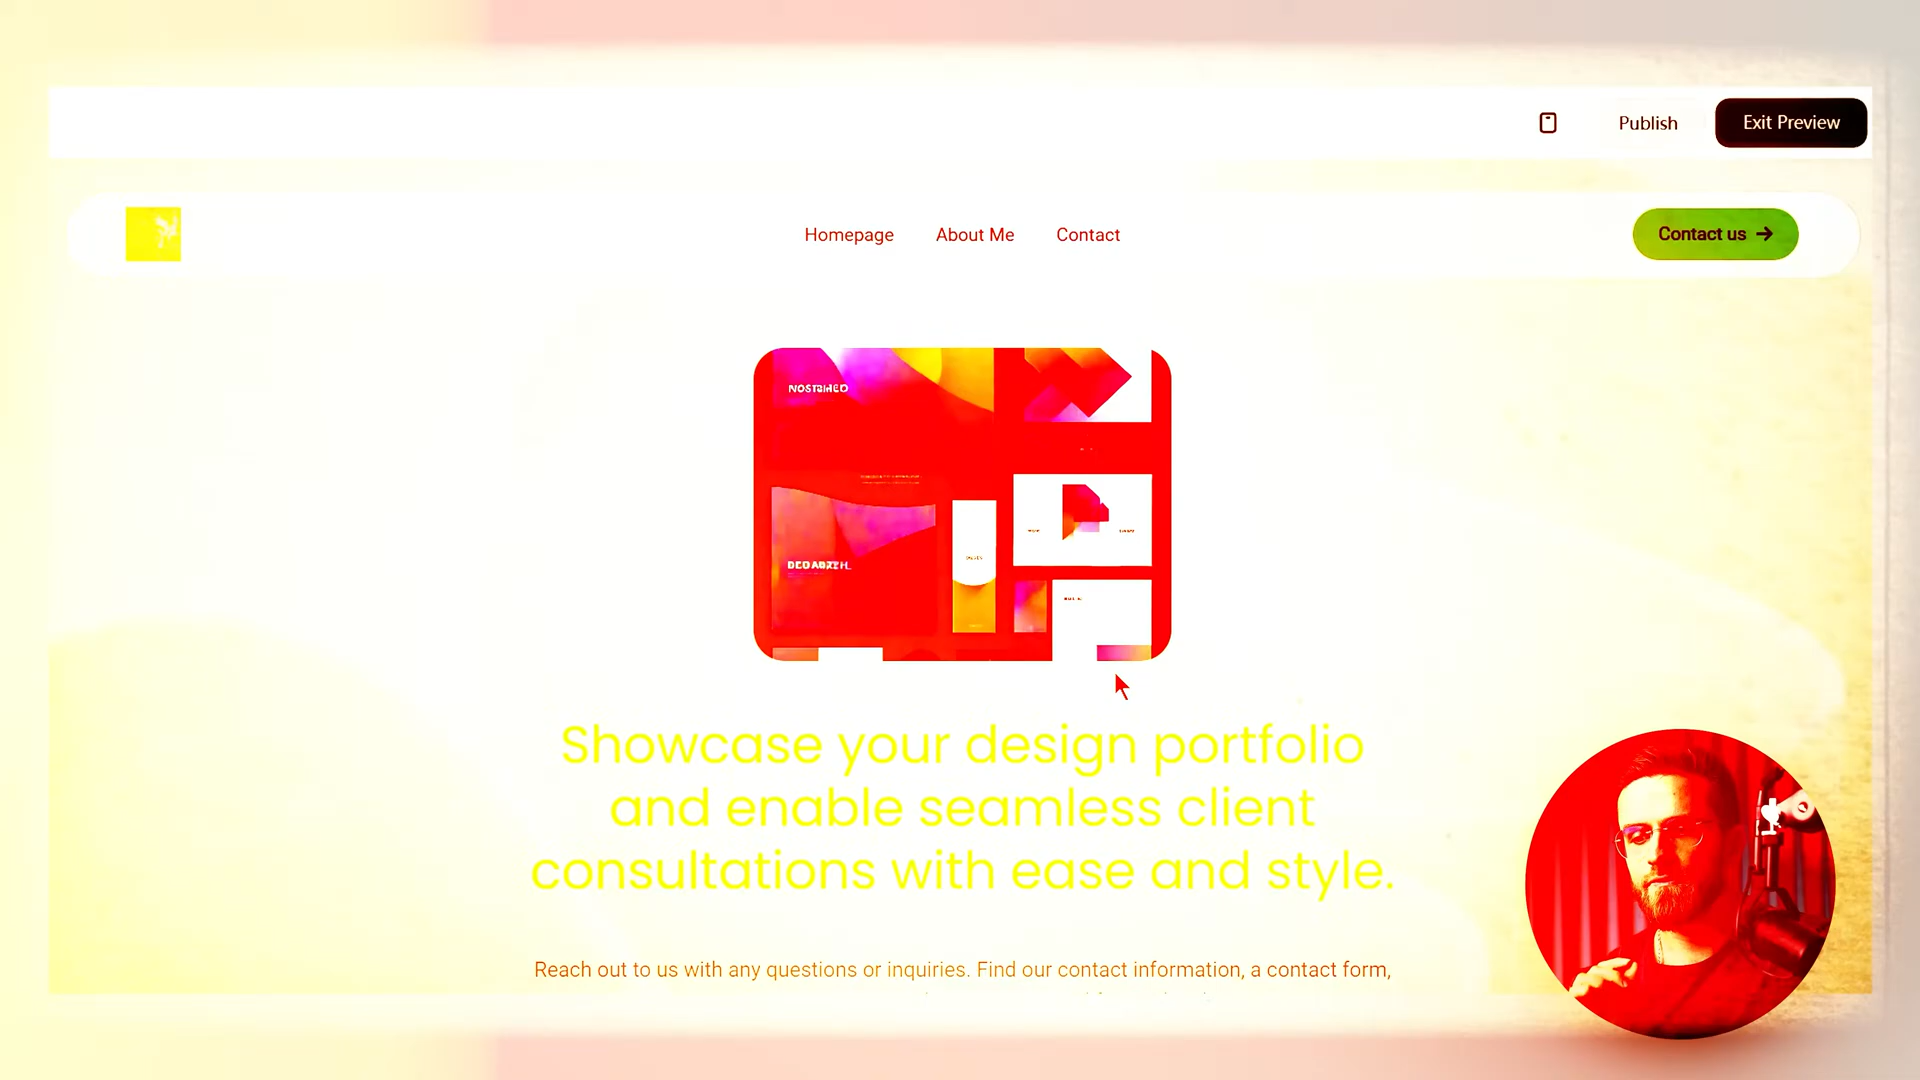 Publish
Exit Preview
Homepage
About Me
Contact
Contact us
Showcase your design portfolio
and enable seamless client
consultations with ease and style.
Reach out to us with any questions or inquiries. Find our contact information, a contact form,